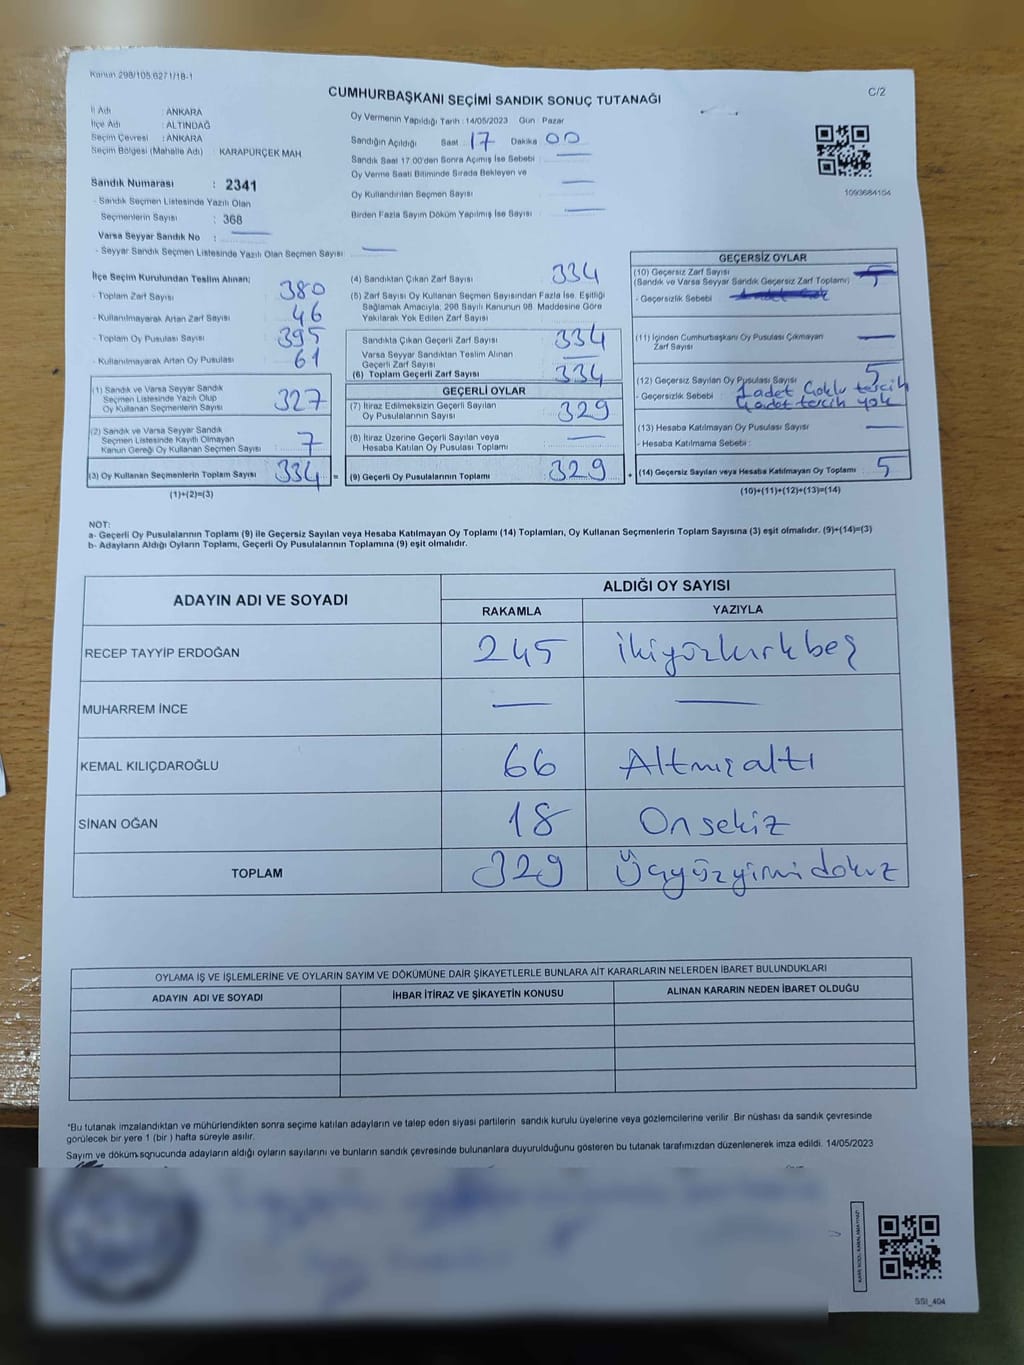 Kanun 298/105 6271/18-1
CUMHURBAŞKANI SEÇİMİ SANDIK SONUÇ TUTANAĞI
C/2
İl Adı : ANKARA
İlçe Adı : ALTINDAĞ
Seçim Çevresi : ANKARA
Seçim Bölgesi (Mahalle Adı) : KARAPÜRÇEK MAH
Sandık Numarası : 2341
- Sandık Seçmen Listesinde Yazılı Olan
Seçmenlerin Sayısı : 368
Varsa Seyyar Sandık No :
- Seyyar Sandık Seçmen Listesinde Yazılı Olan Seçmen Sayısı
Oy Vermenin Yapıldığı Tarih : 14/05/2023 Gün : Pazar
Sandığın Açıldığı Saat : 17 Dakika 00
Sandık Saat 17.00'den Sonra Açımış İse Sebebi
Oy Verme Saati Bitiminde Sırada Bekleyen ve
Oy Kullandırılan Seçmen Sayısı
Birden Fazla Sayım Döküm Yapılmış İse Sayısı
1093684104
İlçe Seçim Kurulundan Teslim Alınan;
- Toplam Zarf Sayısı 380
- Kullanılmayarak Artan Zarf Sayısı 46
- Toplam Oy Pusulası Sayısı 395
- Kullanılmayarak Artan Oy Pusulası 61
(1) Sandık ve Varsa Seyyar Sandık
Seçmen Listesinde Yazılı Olup
Oy Kullanan Seçmenlerin Sayısı 327
(2) Sandık ve Varsa Seyyar Sandık
Seçmen Listesinde Kayıtlı Olmayan
Kanun Gereği Oy Kullanan Seçmen Sayısı 7
(3) Oy Kullanan Seçmenlerin Toplam Sayısı 334 =
(1)+(2)=(3)
(4) Sandıktan Çıkan Zarf Sayısı 334
(5) Zarf Sayısı Oy Kullanan Seçmen Sayısından Fazla İse, Eşitliği
Sağlamak Amacıyla, 298 Sayılı Kanunun 98. Maddesine Göre
Yakılarak Yok Edilen Zarf Sayısı
Sandıkta Çıkan Geçerli Zarf Sayısı 334
Varsa Seyyar Sandıktan Teslim Alınan
Geçerli Zarf Sayısı
(6) Toplam Geçerli Zarf Sayısı 334
GEÇERLİ OYLAR
(7) İtiraz Edilmeksizin Geçerli Sayılan
Oy Pusulasının Sayısı 329
(8) İtiraz Üzerine Geçerli Sayılan veya
Hesaba Katılan Oy Pusulası Toplamı
(9) Geçerli Oy Pusulalarının Toplamı 329 +
GEÇERSİZ OYLAR
(10) Geçersiz Zarf Sayısı
(Sandık ve Varsa Seyyar Sandık Geçersiz Zarf Toplamı)
- Geçersizlik Sebebi
(11) İçinden Cumhurbaşkanı Oy Pusulası Çıkmayan
Zarf Sayısı
(12) Geçersiz Sayılan Oy Pusulası Sayısı 5
- Geçersizlik Sebebi : 1 adet Çoklu tercih
4 adet tercih yok
(13) Hesaba Katılmayan Oy Pusulası Sayısı
- Hesaba Katılmama Sebebi :
(14) Geçersiz Sayılan veya Hesaba Katılmayan Oy Toplamı 5
(10)+(11)+(12)+(13)=(14)
NOT:
a- Geçerli Oy Pusulalarının Toplamı (9) ile Geçersiz Sayılan veya Hesaba Katılmayan Oy Toplamı (14) Toplamları, Oy Kullanan Seçmenlerin Toplam Sayısına (3) eşit olmalıdır. (9)+(14)=(3)
b- Adayların Aldığı Oyların Toplamı, Geçerli Oy Pusulalarının Toplamına (9) eşit olmalıdır.
ADAYIN ADI VE SOYADI ALDIĞI OY SAYISI
RAKAMLA YAZIYLA
RECEP TAYYİP ERDOĞAN 245 ikiyüzkırkbeş
MUHARREM İNCE
KEMAL KILIÇDAROĞLU 66 Altmışaltı
SİNAN OĞAN 18 Onsekiz
TOPLAM 329 Üçyüzyirmidokuz
OYLAMA İŞ VE İŞLEMLERİNE VE OYLARIN SAYIM VE DÖKÜMÜNE DAİR ŞİKAYETLERLE BUNLARA AİT KARARLARIN NELERDEN İBARET BULUNDUKLARI
ADAYIN ADI VE SOYADI İHBAR İTİRAZ VE ŞİKAYETİN KONUSU ALINAN KARARIN NEDEN İBARET OLDUĞU
*Bu tutanak imzalandıktan ve mühürlendikten sonra seçime katılan adayların ve talep eden siyasi partilerin sandık kurulu üyelerine veya gözlemcilerine verilir. Bir nüshası da sandık çevresinde
görülecek bir yere 1 (bir ) hafta süreyle asılır.
Sayım ve döküm sonucunda adayların aldığı oyların sayılarını ve bunların sandık çevresinde bulunanlara duyurulduğunu gösteren bu tutanak tarafımızdan düzenlenerek imza edildi. 14/05/2023
SSI_404